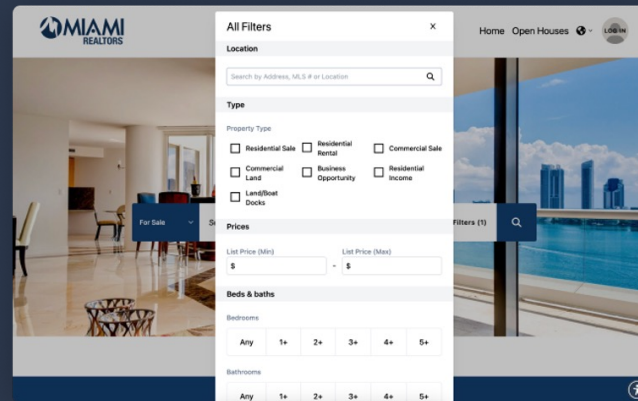 MIAMI
REALTORS
Home Open Houses
LOG IN
All Filters X
Location
Search by Address, MLS # or Location
Type
Property Type
Residential Sale
Residential
Rental
Commercial Sale
Commercial
Land
Business
Opportunity
Residential
Income
Land/Boat
Docks
For Sale
Filters (1)
Prices
List Price (Min) List Price (Max)
$ - $
Beds & baths
Bedrooms
Any 1+ 2+ 3+ 4+ 5+
Bathrooms
Any 1+ 2+ 3+ 4+ 5+